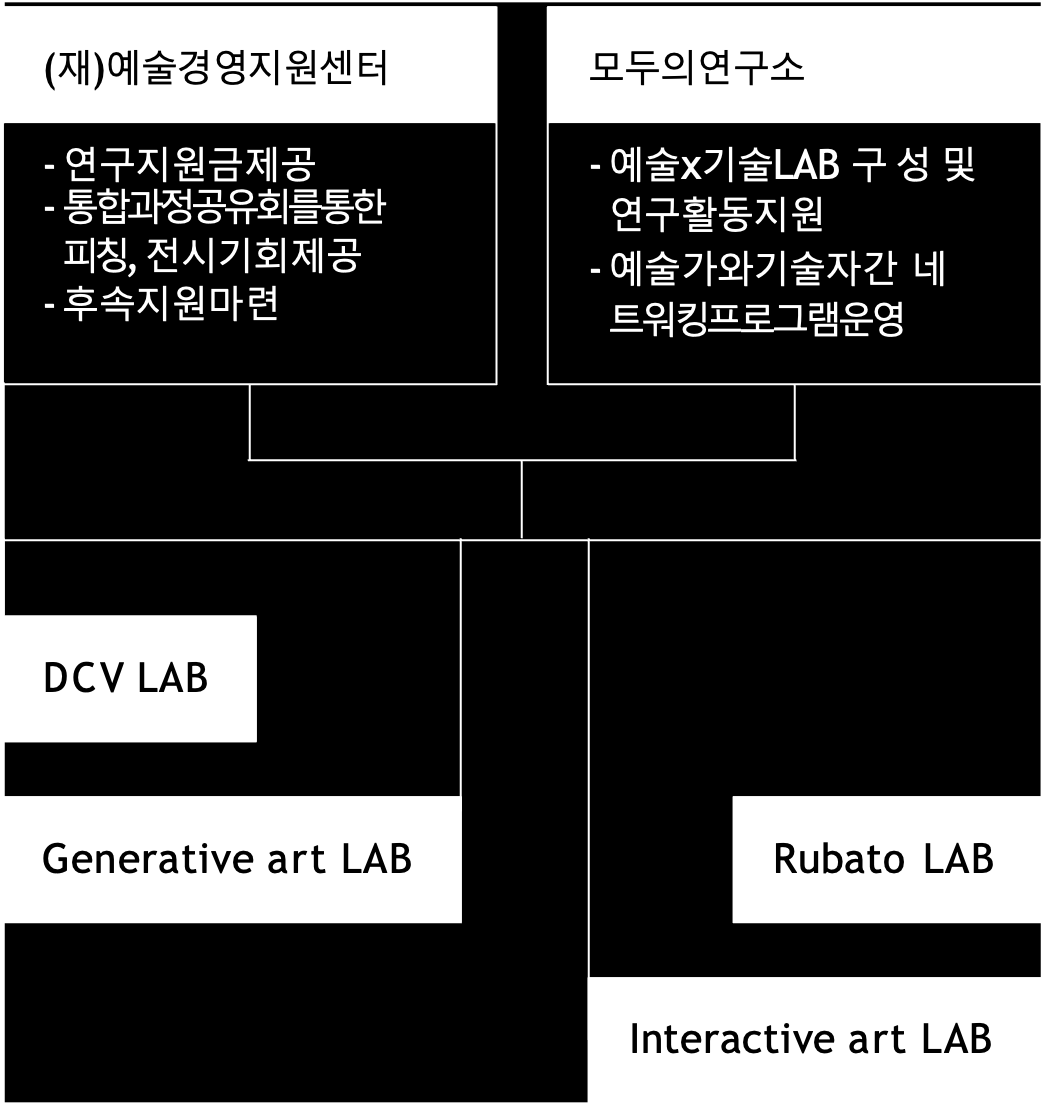 (재)예술경영지원센터
- 연구지원금제공
- 통합과정공유회를통한
피칭, 전시기회제공
- 후속지원마련
모두의연구소
- 예술x기술LAB 구 성 및
연구활동지원
- 예술가와기술자간 네
트워킹프로그램운영
DCV LAB
Generative art LAB
Rubato LAB
Interactive art LAB